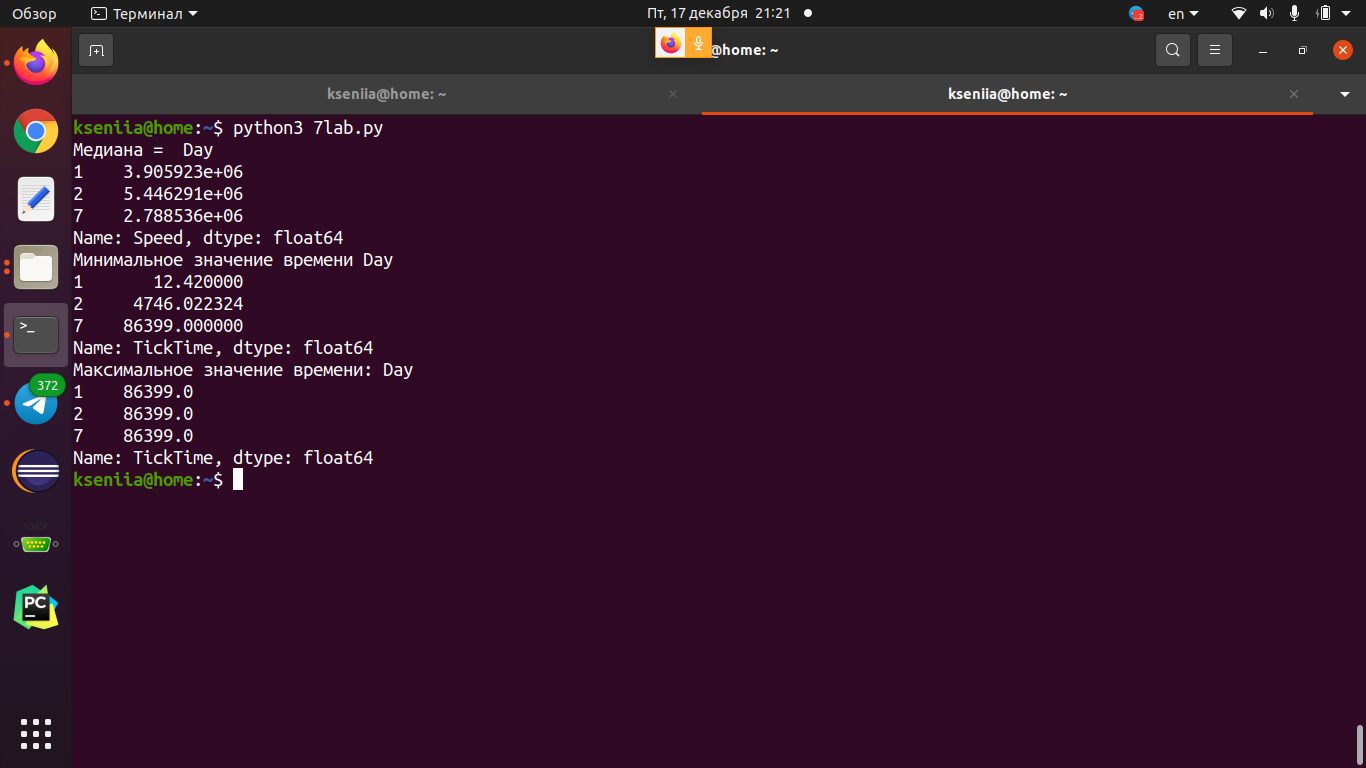 Обзор
Терминал
Пт, 17 декабря 21:21
2
en
@home: ~
kseniia@home: ~
kseniia@home: ~
kseniia@home:~$ python3 7lab.py
Медиана =  Day
1    3.905923e+06
2    5.446291e+06
7    2.788536e+06
Name: Speed, dtype: float64
Минимальное значение времени Day
1       12.420000
2     4746.022324
7    86399.000000
Name: TickTime, dtype: float64
Максимальное значение времени: Day
1    86399.0
2    86399.0
7    86399.0
Name: TickTime, dtype: float64
kseniia@home:~$
>_
372
PC